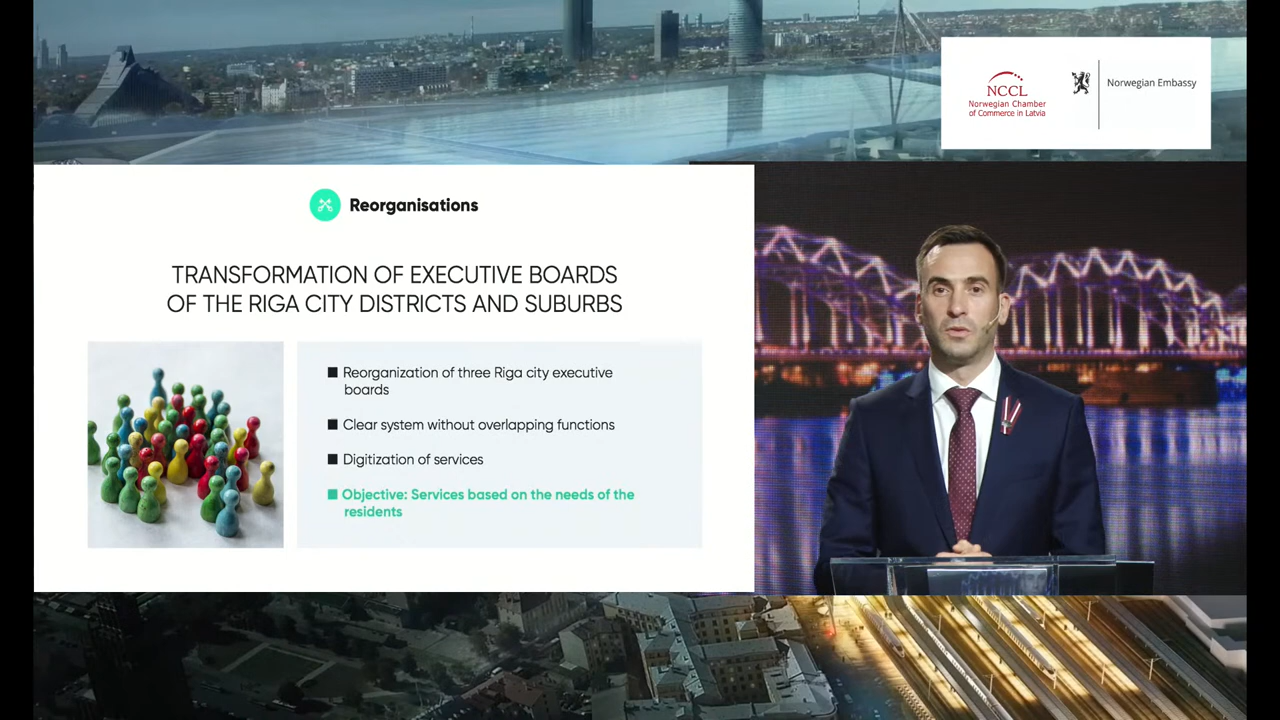 NCCL
Norwegian Chamber
of Commerce in Latvia
Norwegian Embassy
Reorganisations
TRANSFORMATION OF EXECUTIVE BOARDS
OF THE RIGA CITY DISTRICTS AND SUBURBS
Reorganization of three Riga city executive
boards
Clear system without overlapping functions
Digitization of services
Objective: Services based on the needs of the
residents